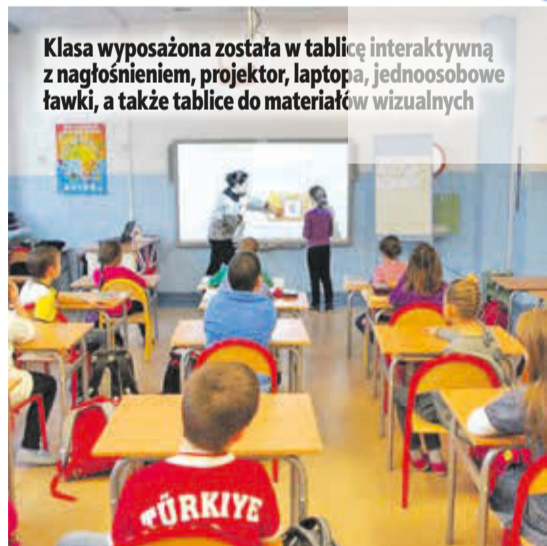 Klasa wyposażona została w tablicę interaktywną
z nagłośnieniem, projektor, laptopa, jednoosobowe
ławki, a także tablice do materiałów wizualnych
TÜRKIYE